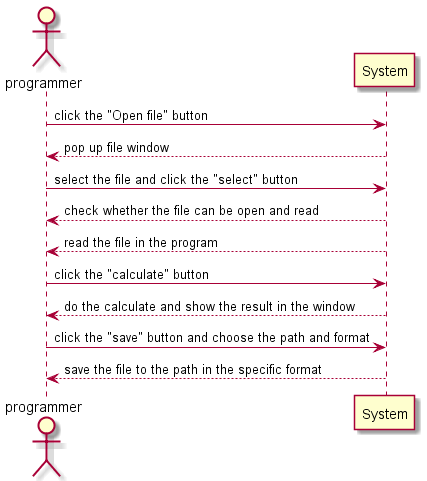 programmer
System
click the "Open file" button
pop up file window
select the file and click the "select" button
check whether the file can be open and read
read the file in the program
click the "calculate" button
do the calculate and show the result in the window
click the "save" button and choose the path and format
save the file to the path in the specific format
programmer
System